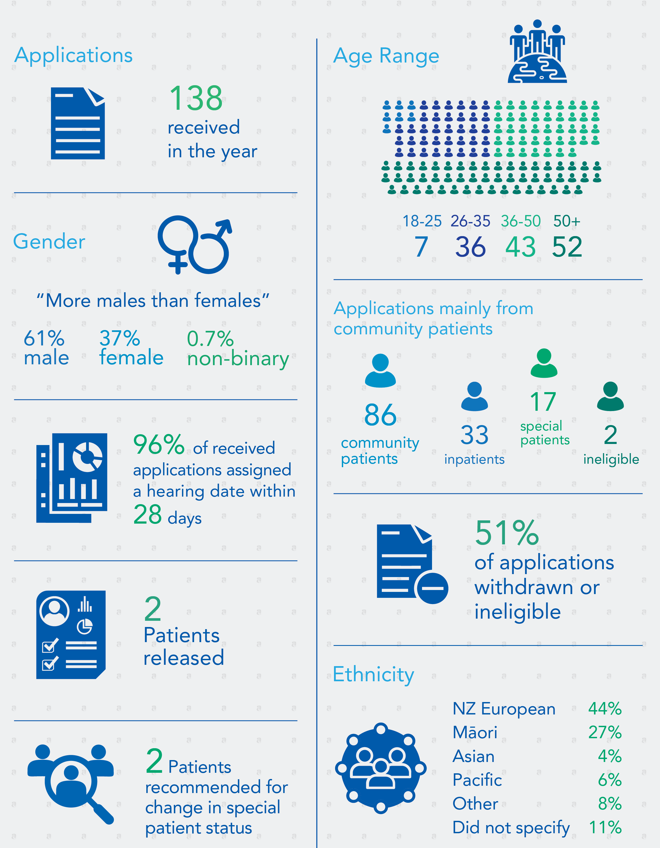 Applications
138
received
in the year
Gender
“More males than females”
61% 37% 0.7%
male female non-binary
96% of received
applications assigned
a hearing date within
28 days
2
Patients
released
2 Patients
recommended for
change in special
patient status
Age Range
18-25 26-35 36-50 50+
7 36 43 52
Applications mainly from
community patients
86
community
patients
33
inpatients
17
special
patients
2
ineligible
51%
of applications
withdrawn or
ineligible
Ethnicity
NZ European 44%
Māori 27%
Asian 4%
Pacific 6%
Other 8%
Did not specify 11%